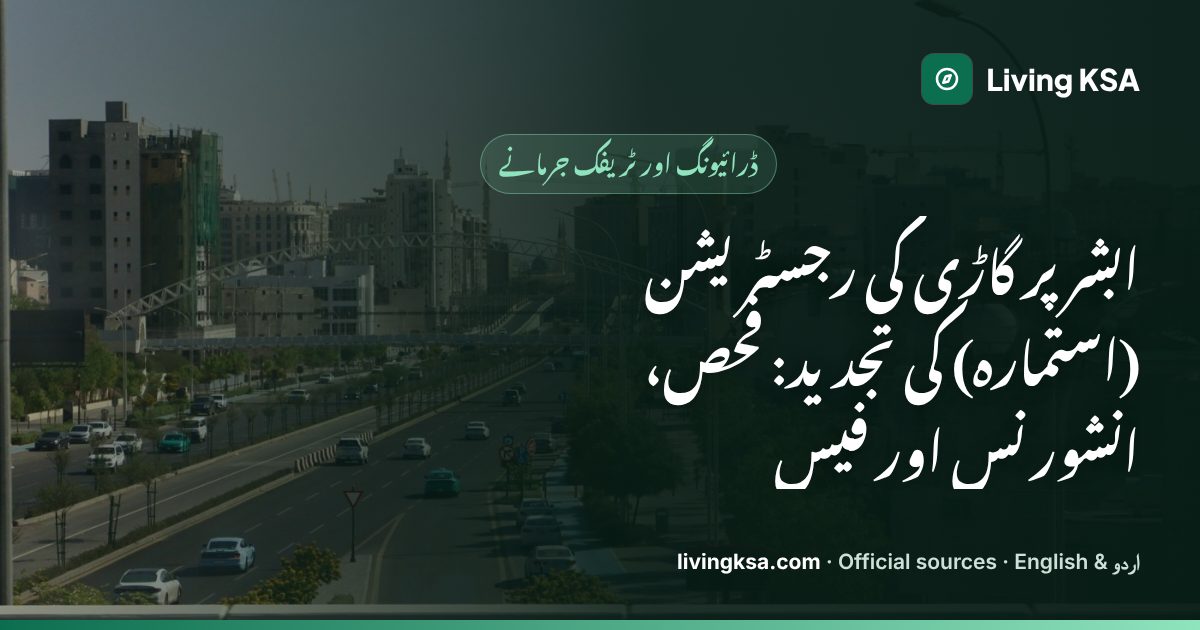 Living KSA
ڈرائیونگ اور ٹریفک جرمانے
ابشر پر گاڑی کی رجسٹریشن
(استمارہ) کی تجدید: فحص،
انشورنس اور فیس
livingksa.com · Official sources · English & اردو